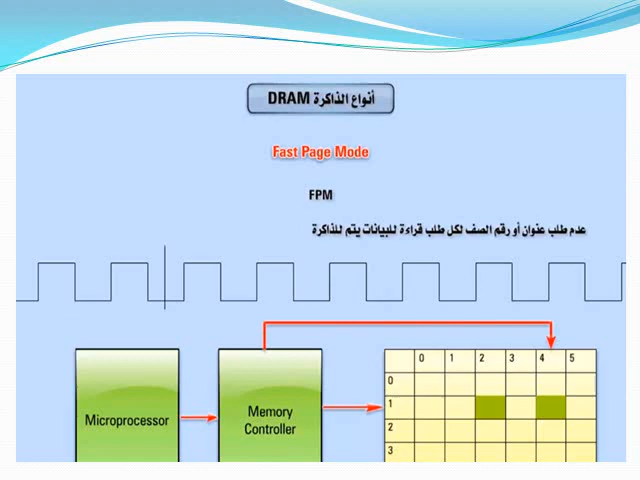 أنواع الذاكرة DRAM
Fast Page Mode
FPM
عدم طلب عنوان أو رقم الصف لكل طلب قراءة للبيانات يتم للذاكرة
Microprocessor
Memory
Controller
0 1 2 3 4 5
0
1
2
3